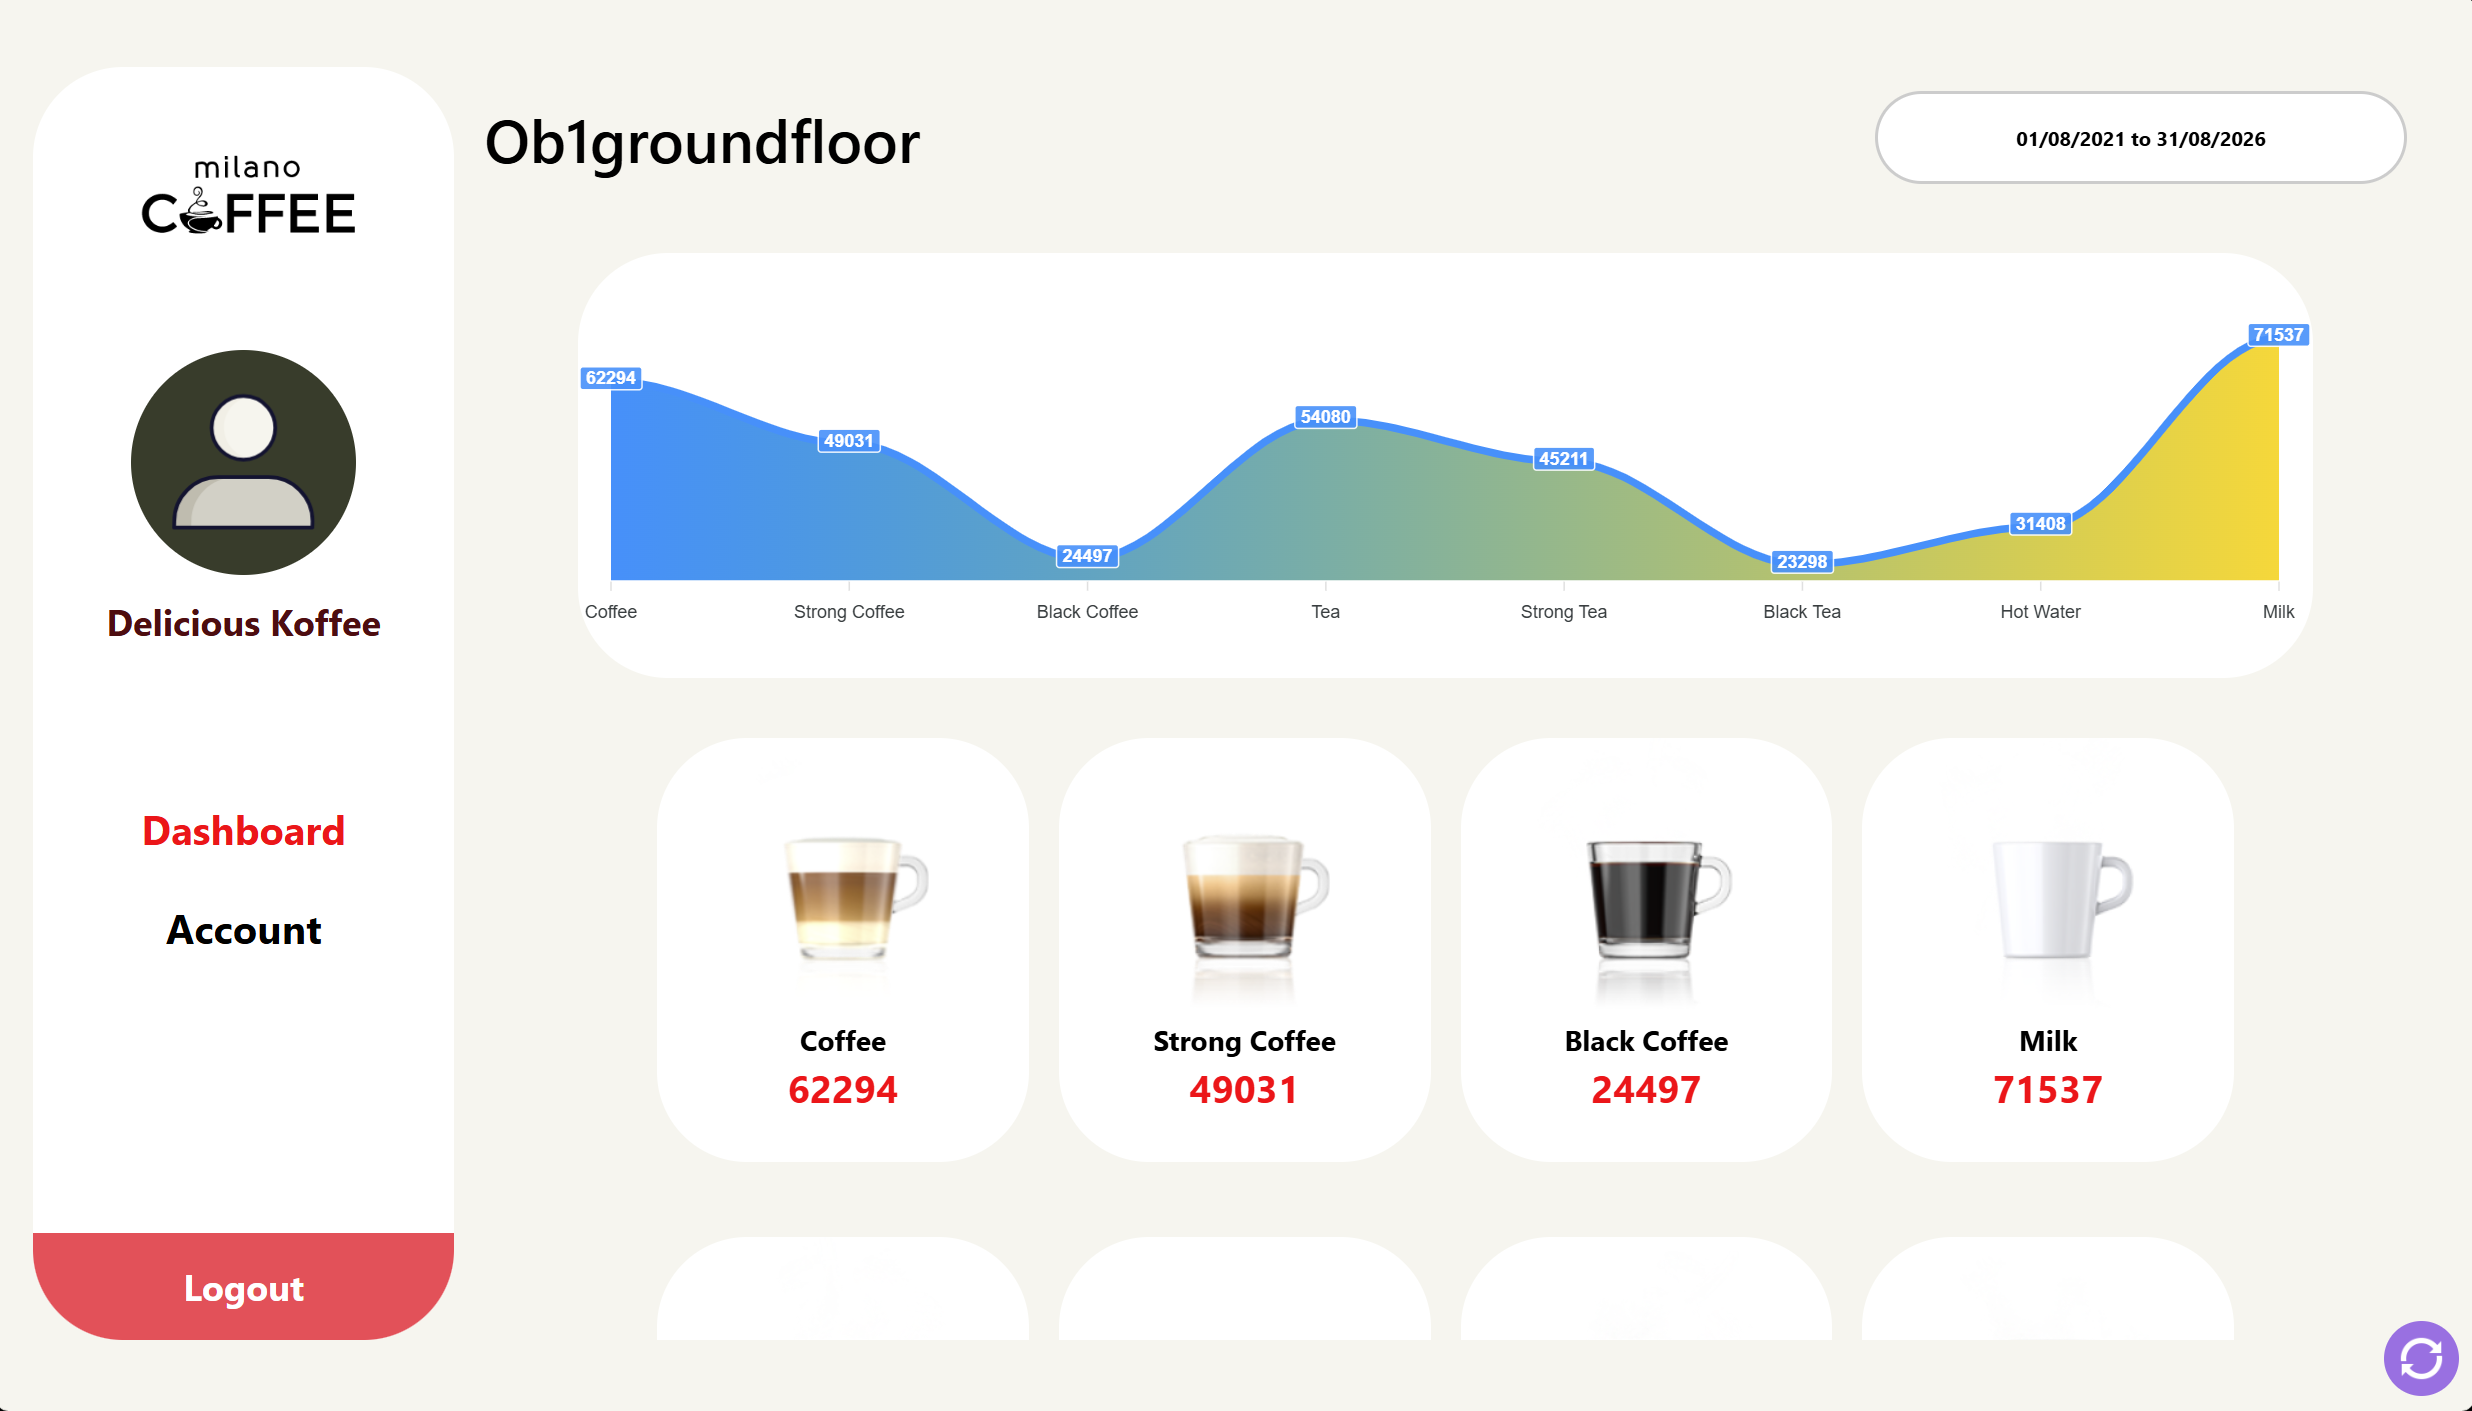 milano
COFFEE
Delicious Koffee
Dashboard
Account
Logout
Ob1groundfloor
01/08/2021 to 31/08/2026
62294
49031
24497
54080
45211
23298
31408
71537
Coffee
Strong Coffee
Black Coffee
Tea
Strong Tea
Black Tea
Hot Water
Milk
Coffee
62294
Strong Coffee
49031
Black Coffee
24497
Milk
71537